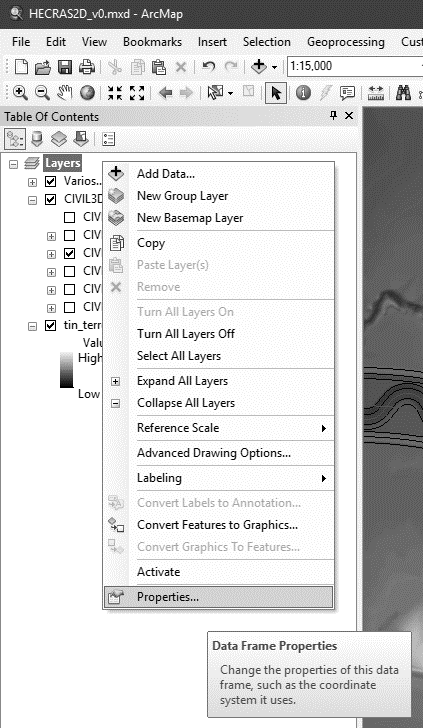 HECRAS2D_v0.mxd - ArcMap
File Edit View Bookmarks Insert Selection Geoprocessing Cust
1:15,000
Table Of Contents
Layers
Varios...
CIVIL3D
CIV
CIV
CIV
CIV
CIV
tin_terr
Valu
High
Low
Add Data...
New Group Layer
New Basemap Layer
Copy
Paste Layer(s)
Remove
Turn All Layers On
Turn All Layers Off
Select All Layers
Expand All Layers
Collapse All Layers
Reference Scale
Advanced Drawing Options...
Labeling
Convert Labels to Annotation...
Convert Features to Graphics...
Convert Graphics To Features...
Activate
Properties...
Data Frame Properties
Change the properties of this data
frame, such as the coordinate
system it uses.